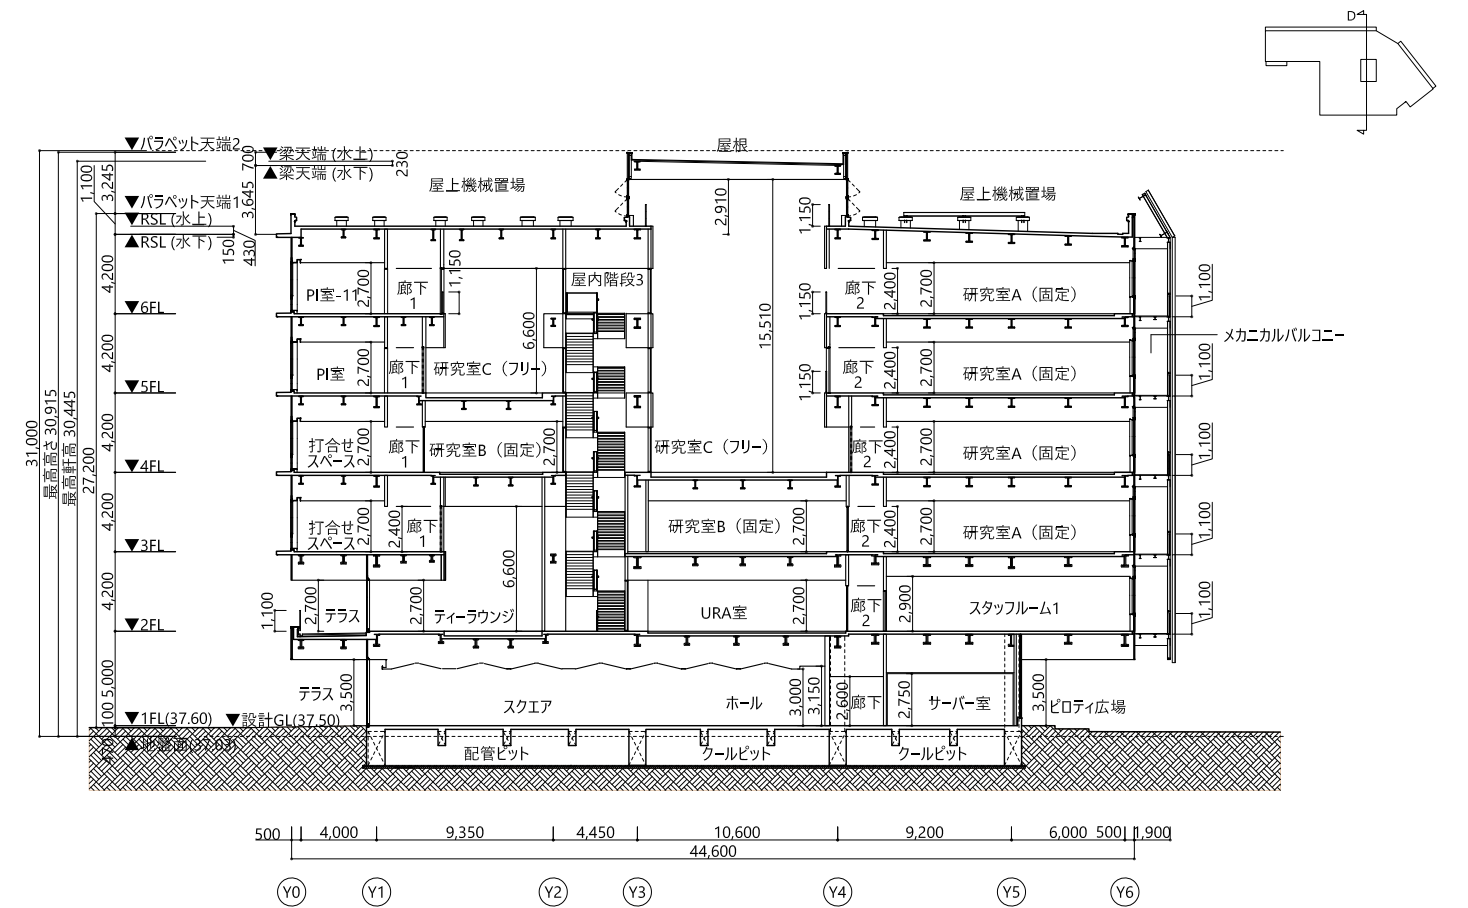 D
▼パラペット天端2
▼梁天端 (水上)
▲梁天端 (水下)
700
230
屋根
1,100
3,245
3,645
屋上機械置場
2,910
屋上機械置場
▼パラペット天端1
▼RSL (水上)
▲RSL (水下)
150
430
1,150
4,200
PI室-11
2,700
廊下
1
1,150
屋内階段3
1,150
廊下
2
2,400
2,700
研究室A（固定）
1,100
▼6FL
6,600
15,510
メカニカルバルコニー
4,200
PI室
2,700
廊下
1
研究室C（フリー）
1,150
廊下
2
2,400
2,700
研究室A（固定）
1,100
▼5FL
31,000
最高高さ 30,915
最高軒高 30,445
27,200
4,200
打合せ
スペース
2,700
廊下
1
研究室B（固定）
2,700
研究室C（フリー）
廊下
2
2,400
2,700
研究室A（固定）
1,100
▼4FL
4,200
打合せ
スペース
2,700
2,400
廊下
1
研究室B（固定）
2,700
廊下
2
2,400
2,700
研究室A（固定）
1,100
▼3FL
6,600
4,200
1,100
2,700
テラス
2,700
ティーラウンジ
URA室
2,700
廊下
2
2,900
スタッフルーム1
1,100
▼2FL
5,000
テラス
3,500
スクエア
ホール
3,000
3,150
2,600
廊下
2,750
サーバー室
3,500
ピロティ広場
100
▼1FL(37.60)
▼設計GL(37.50)
470
▲地盤面(37.03)
配管ピット
クールピット
クールピット
500
4,000
9,350
4,450
10,600
9,200
6,000
500
1,900
44,600
Y0
Y1
Y2
Y3
Y4
Y5
Y6